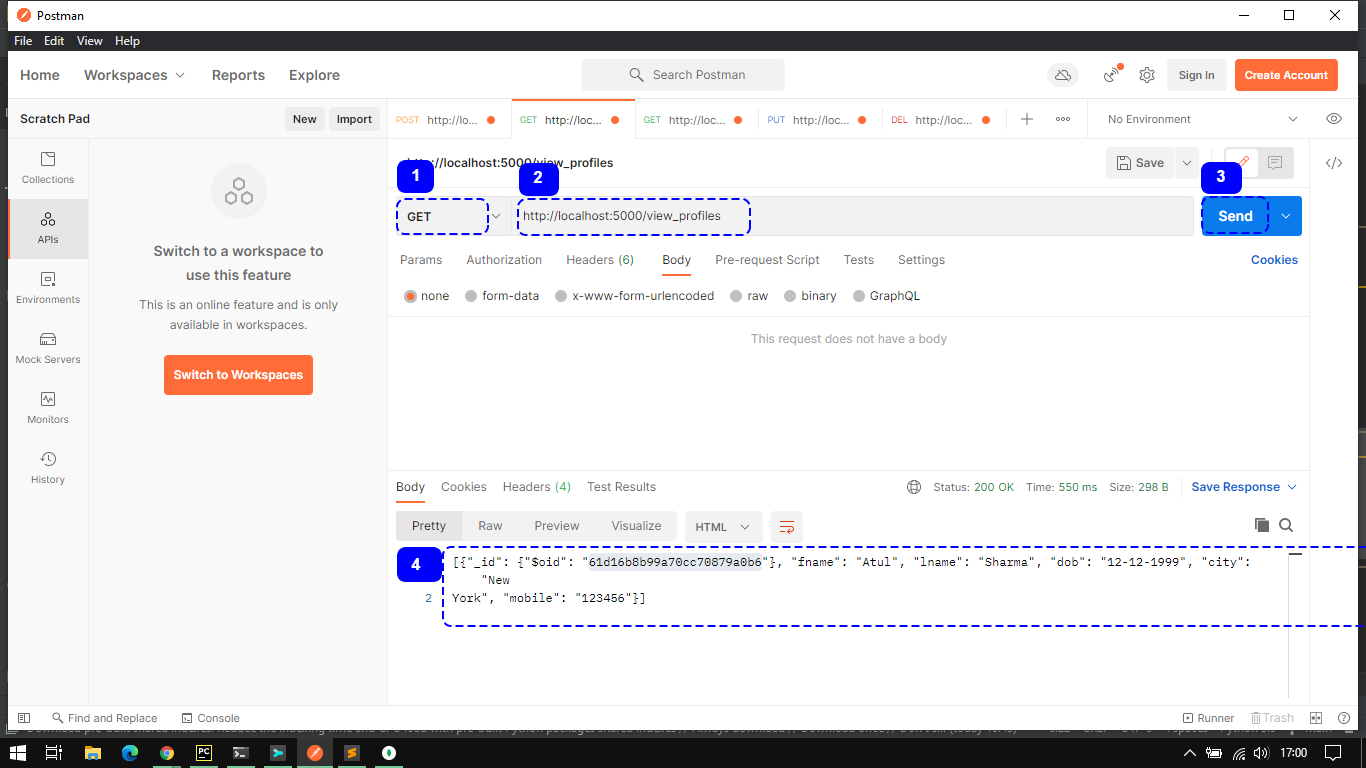 Postman
File Edit View Help
Home Workspaces Reports Explore Search Postman Sign In Create Account
Scratch Pad New Import
POST http://lo... GET http://loc... GET http://loc... PUT http://loc... DEL http://loc... No Environment
http://localhost:5000/view_profiles Save
1 2 3
GET http://localhost:5000/view_profiles Send
Params Authorization Headers (6) Body Pre-request Script Tests Settings Cookies
none form-data x-www-form-urlencoded raw binary GraphQL
This request does not have a body
Collections
APIs
Environments
Mock Servers
Monitors
History
Switch to a workspace to
use this feature
This is an online feature and is only
available in workspaces.
Switch to Workspaces
Body Cookies Headers (4) Test Results Status: 200 OK Time: 550 ms Size: 298 B Save Response
Pretty Raw Preview Visualize HTML
4 [{"_id": {"$oid": "61d16b8b99a70cc70879a0b6"}, "fname": "Atul", "lname": "Sharma", "dob": "12-12-1999", "city":
"New
2 York", "mobile": "123456"}]
Find and Replace Console Runner Trash
PC
17:00